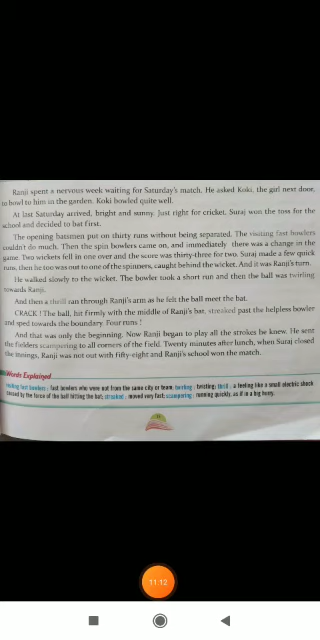 Ranji spent a nervous week waiting for Saturday's match. He asked Koki, the girl next door,
to bowl to him in the garden. Koki bowled quite well.
At last Saturday arrived, bright and sunny. Just right for cricket. Suraj won the toss for the
school and decided to bat first.
The opening batsmen put on thirty runs without being separated. The visiting fast bowlers
couldn't do much. Then the spin bowlers came on, and immediately there was a change in the
game. Two wickets fell in one over and the score was thirty-three for two. Suraj made a few quick
runs, then he too was out to one of the spinners, caught behind the wicket. And it was Ranji's turn.
He walked slowly to the wicket. The bowler took a short run and then the ball was twirling
towards Ranji.
And then a thrill ran through Ranji's arm as he felt the ball meet the bat.
CRACK ! The ball, hit firmly with the middle of Ranji's bat, streaked past the helpless bowler
and sped towards the boundary. Four runs !
And that was only the beginning. Now Ranji began to play all the strokes he knew. He sent
the fielders scampering to all corners of the field. Twenty minutes after lunch, when Suraj closed
the innings, Ranji was not out with fifty-eight and Ranji's school won the match.
Words Explained
visiting fast bowlers : fast bowlers who were not from the same city or team; twirling : twisting; thrill : a feeling like a small electric shock
caused by the force of the ball hitting the bat; streaked : moved very fast; scampering : running quickly, as if in a big hurry.
11:12